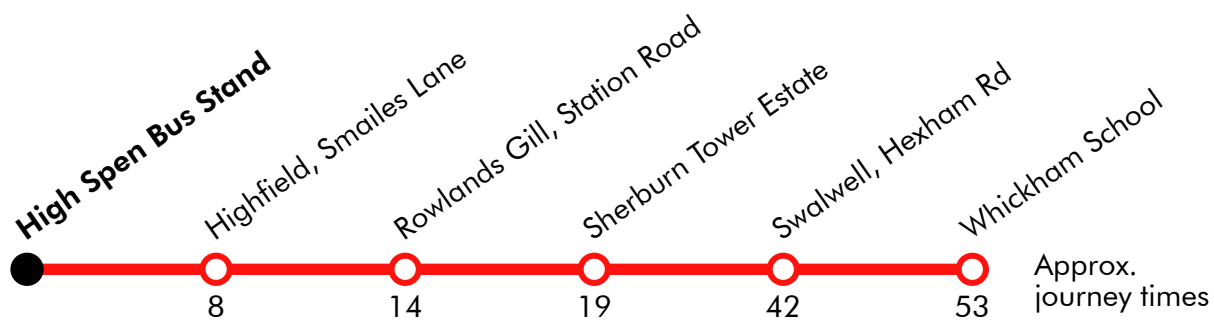 High Spen Bus Stand
Highfield, Smailes Lane
Rowlands Gill, Station Road
Sherburn Tower Estate
Swalwell, Hexham Rd
Whickham School
8
14
19
42
53
Approx.
journey times